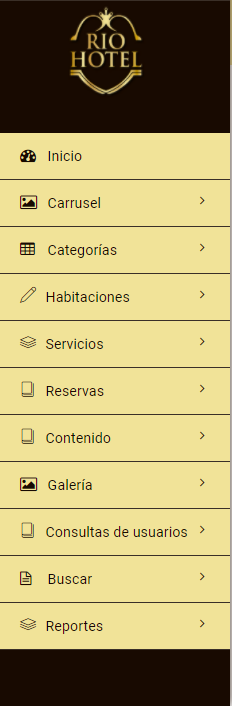 RIO
HOTEL
Inicio
Carrusel
Categorías
Habitaciones
Servicios
Reservas
Contenido
Galería
Consultas de usuarios
Buscar
Reportes